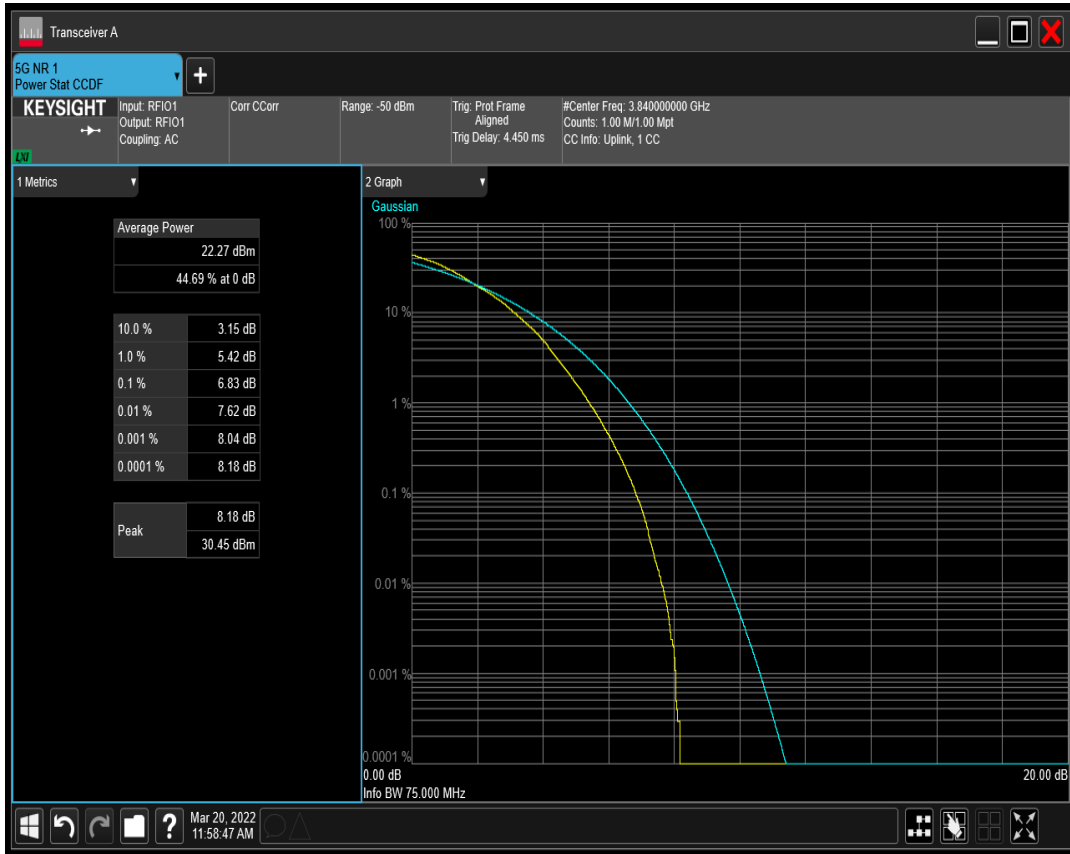 Transceiver A
5G NR 1
Power Stat CCDF
+
KEYSIGHT
LXI
Input: RFIO1
Output: RFIO1
Coupling: AC
Corr CCorr
Range: -50 dBm
Trig: Prot Frame
Aligned
Trig Delay: 4.450 ms
#Center Freq: 3.840000000 GHz
Counts: 1.00 M/1.00 Mpt
CC Info: Uplink, 1 CC
1 Metrics
Average Power
22.27 dBm
44.69 % at 0 dB
10.0 % 3.15 dB
1.0 % 5.42 dB
0.1 % 6.83 dB
0.01 % 7.62 dB
0.001 % 8.04 dB
0.0001 % 8.18 dB
Peak 8.18 dB
30.45 dBm
2 Graph
Gaussian
100 %
10 %
1 %
0.1 %
0.01 %
0.001 %
0.0001 %
0.00 dB 20.00 dB
Info BW 75.000 MHz
?
Mar 20, 2022
11:58:47 AM